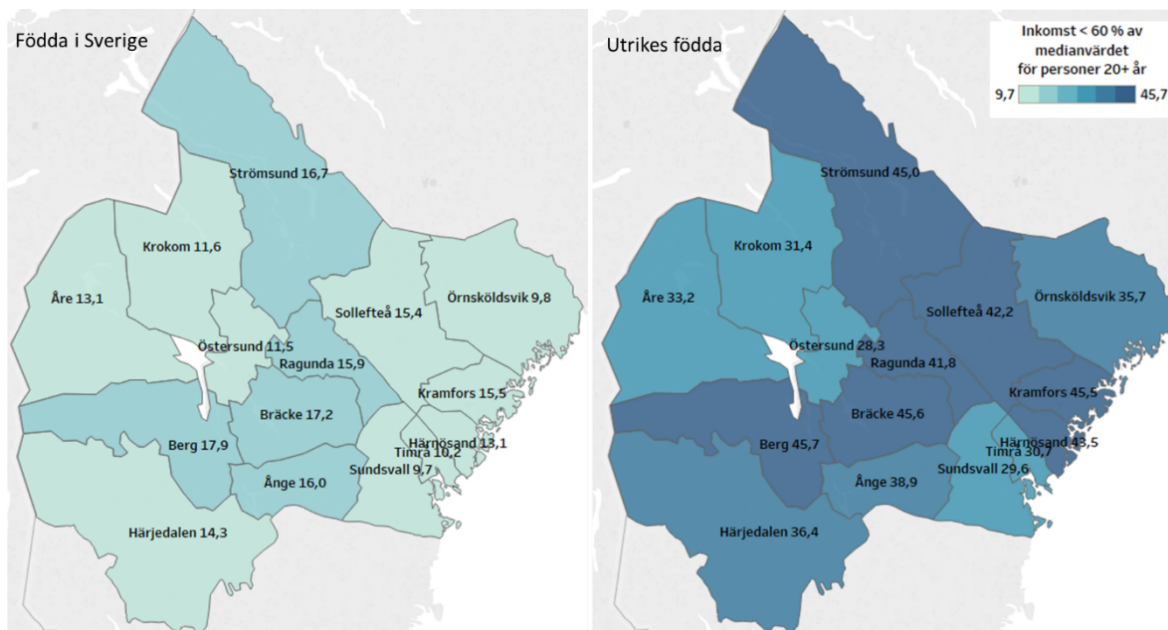 Födda i Sverige
Strömsund 16,7
Krokom 11,6
Åre 13,1
Örnsköldsvik 9,8
Sollefteå 15,4
Östersund 11,5
Ragunda 15,9
Kramfors 15,5
Bräcke 17,2
Härnösand 13,1
Berg 17,9
Timrå 10,2
Sundsvall 9,7
Ånge 16,0
Härjedalen 14,3
Utrikes födda
Inkomst < 60 % av
medianvärdet
för personer 20+ år
9,7 45,7
Strömsund 45,0
Krokom 31,4
Åre 33,2
Örnsköldsvik 35,7
Sollefteå 42,2
Östersund 28,3
Ragunda 41,8
Kramfors 45,5
Bräcke 45,6
Härnösand 43,5
Berg 45,7
Timrå 30,7
Sundsvall 29,6
Ånge 38,9
Härjedalen 36,4